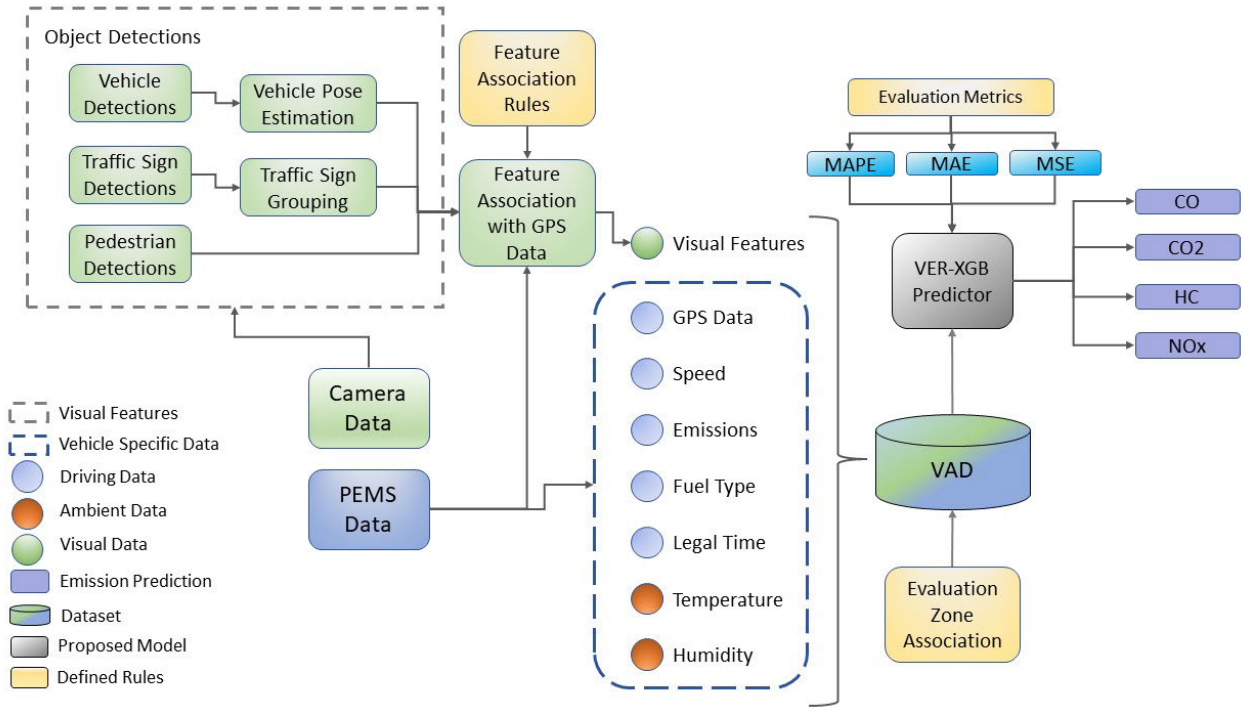 Object Detections
Vehicle
Detections
Vehicle Pose
Estimation
Traffic Sign
Detections
Traffic Sign
Grouping
Pedestrian
Detections
Feature
Association
Rules
Feature
Association
with GPS
Data
Visual Features
Camera
Data
PEMS
Data
GPS Data
Speed
Emissions
Fuel Type
Legal Time
Temperature
Humidity
Evaluation Metrics
MAPE
MAE
MSE
VER-XGB
Predictor
CO
CO2
HC
NOx
VAD
Evaluation
Zone
Association
Visual Features
Vehicle Specific Data
Driving Data
Ambient Data
Visual Data
Emission Prediction
Dataset
Proposed Model
Defined Rules